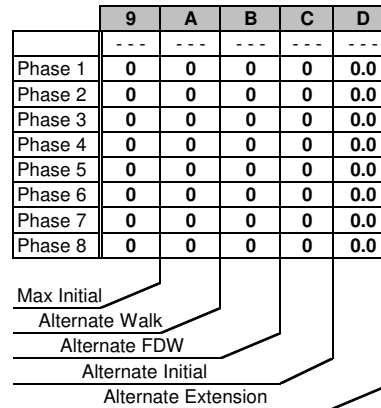 9 A B C D
- - - - - - - - - - - - - - -
Phase 1 0 0 0 0 0.0
Phase 2 0 0 0 0 0.0
Phase 3 0 0 0 0 0.0
Phase 4 0 0 0 0 0.0
Phase 5 0 0 0 0 0.0
Phase 6 0 0 0 0 0.0
Phase 7 0 0 0 0 0.0
Phase 8 0 0 0 0 0.0
Max Initial
Alternate Walk
Alternate FDW
Alternate Initial
Alternate Extension